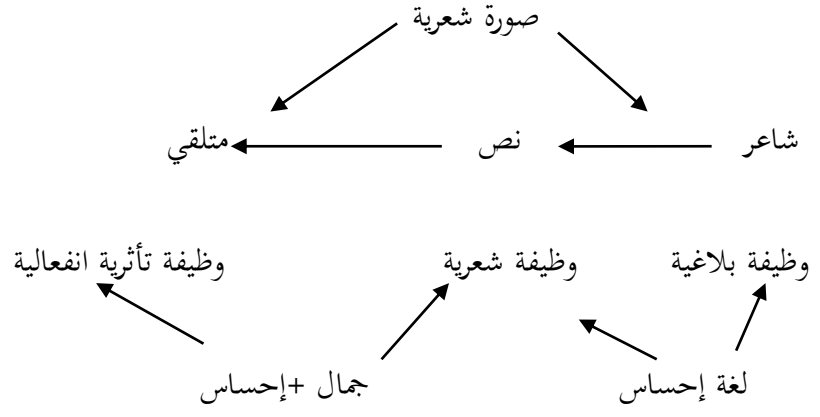 صورة شعرية
شاعر نص متلقي
وظيفة بلاغية وظيفة شعرية وظيفة تأثرية انفعالية
لغة إحساس جمال +إحساس